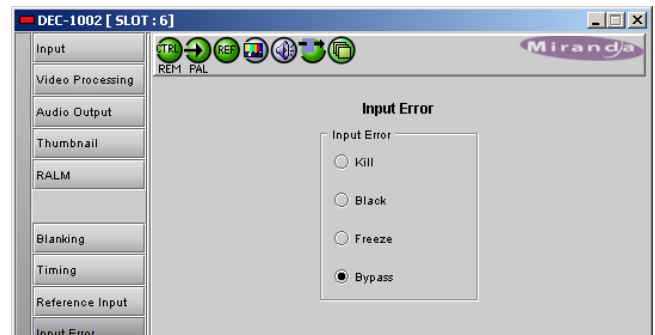 DEC-1002 [ SLOT : 6]
Input
CTRL
REF
Miranda
REM PAL
Video Processing
Audio Output
Input Error
Thumbnail
Input Error
Kill
RALM
Black
Blanking
Freeze
Timing
Bypass
Reference Input
Input Error